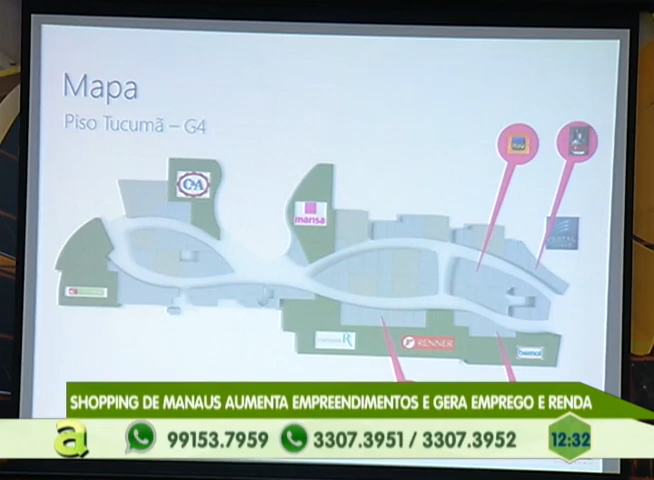 Mapa
Piso Tucumã – G4
C&A
marisa
RENNER
bemol
SHOPPING DE MANAUS AUMENTA EMPREENDIMENTOS E GERA EMPREGO E RENDA
a
99153.7959
3307.3951 / 3307.3952
12:32